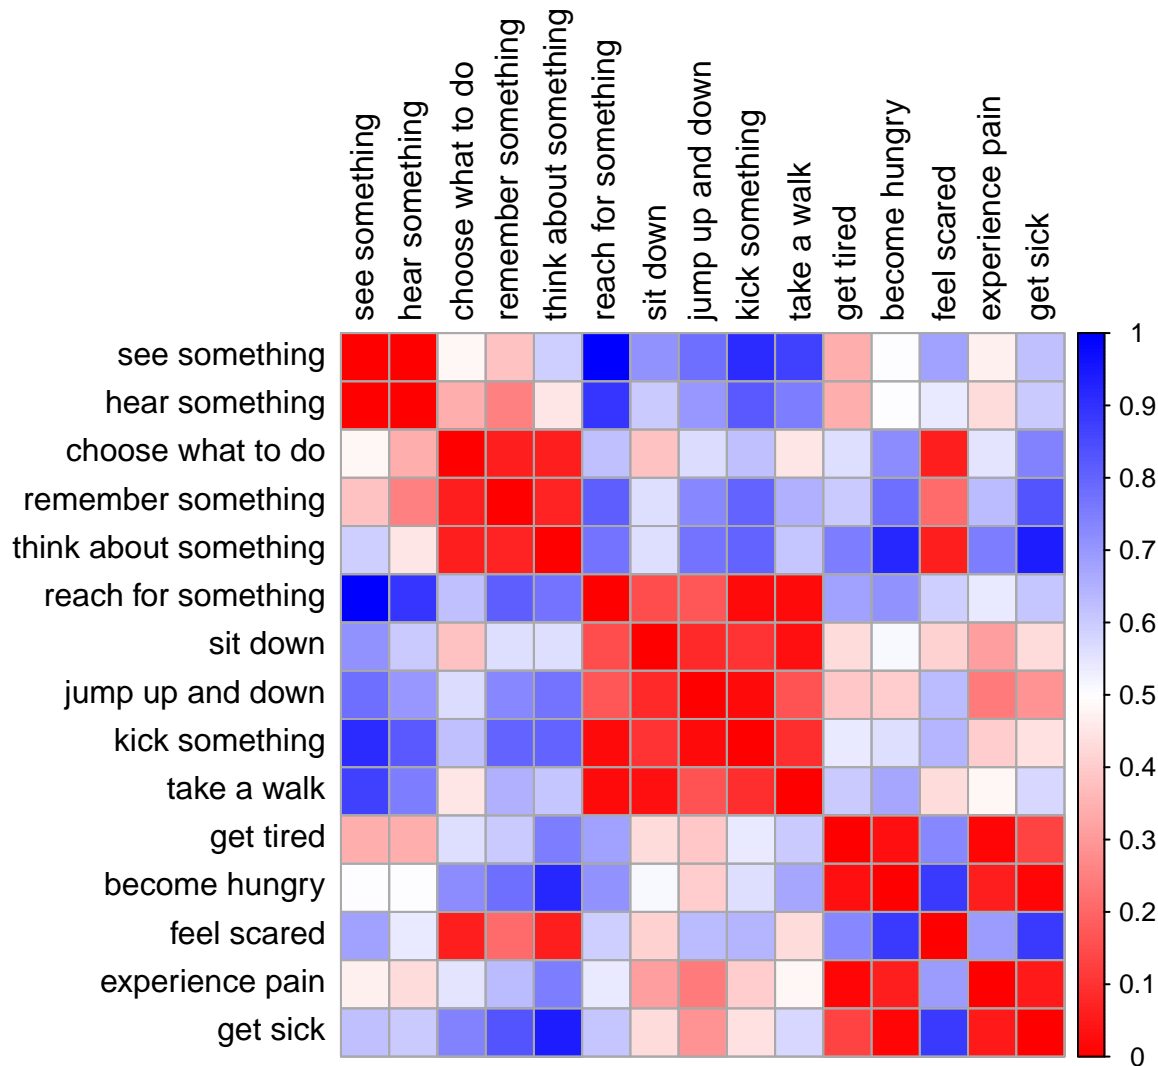 see something
hear something
choose what to do
remember something
think about something
reach for something
sit down
jump up and down
kick something
take a walk
get tired
become hungry
feel scared
experience pain
get sick
see something
hear something
choose what to do
remember something
think about something
reach for something
sit down
jump up and down
kick something
take a walk
get tired
become hungry
feel scared
experience pain
get sick
1
0.9
0.8
0.7
0.6
0.5
0.4
0.3
0.2
0.1
0